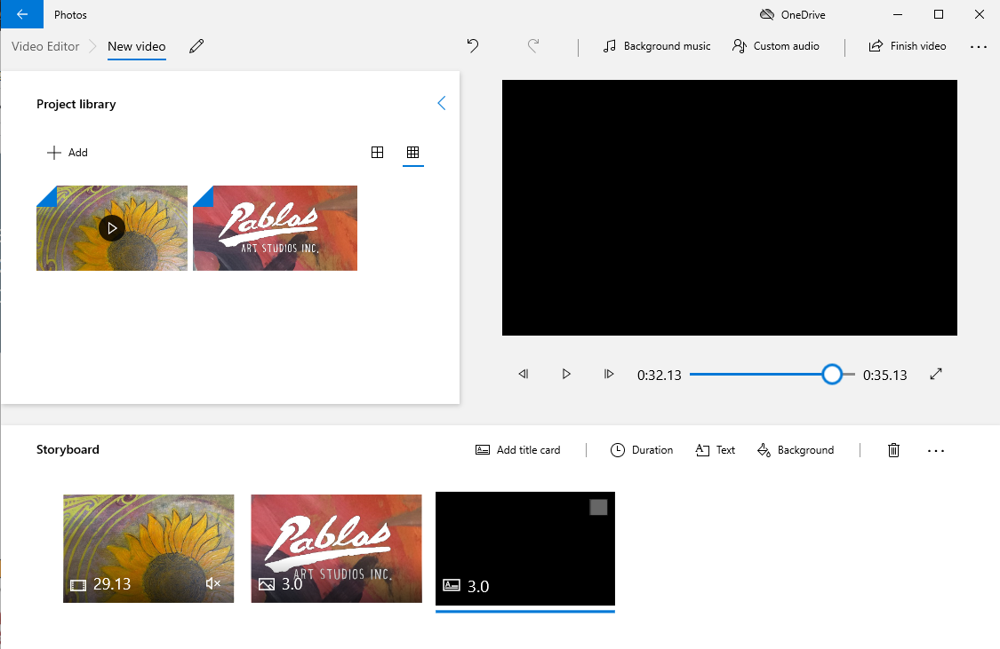 Photos
OneDrive
Video Editor
New video
Background music
Custom audio
Finish video
Project library
Add
Pablos
ART STUDIOS INC.
0:32.13
0:35.13
Storyboard
Add title card
Duration
Text
Background
29.13
Pablos
ART STUDIOS INC.
3.0
3.0